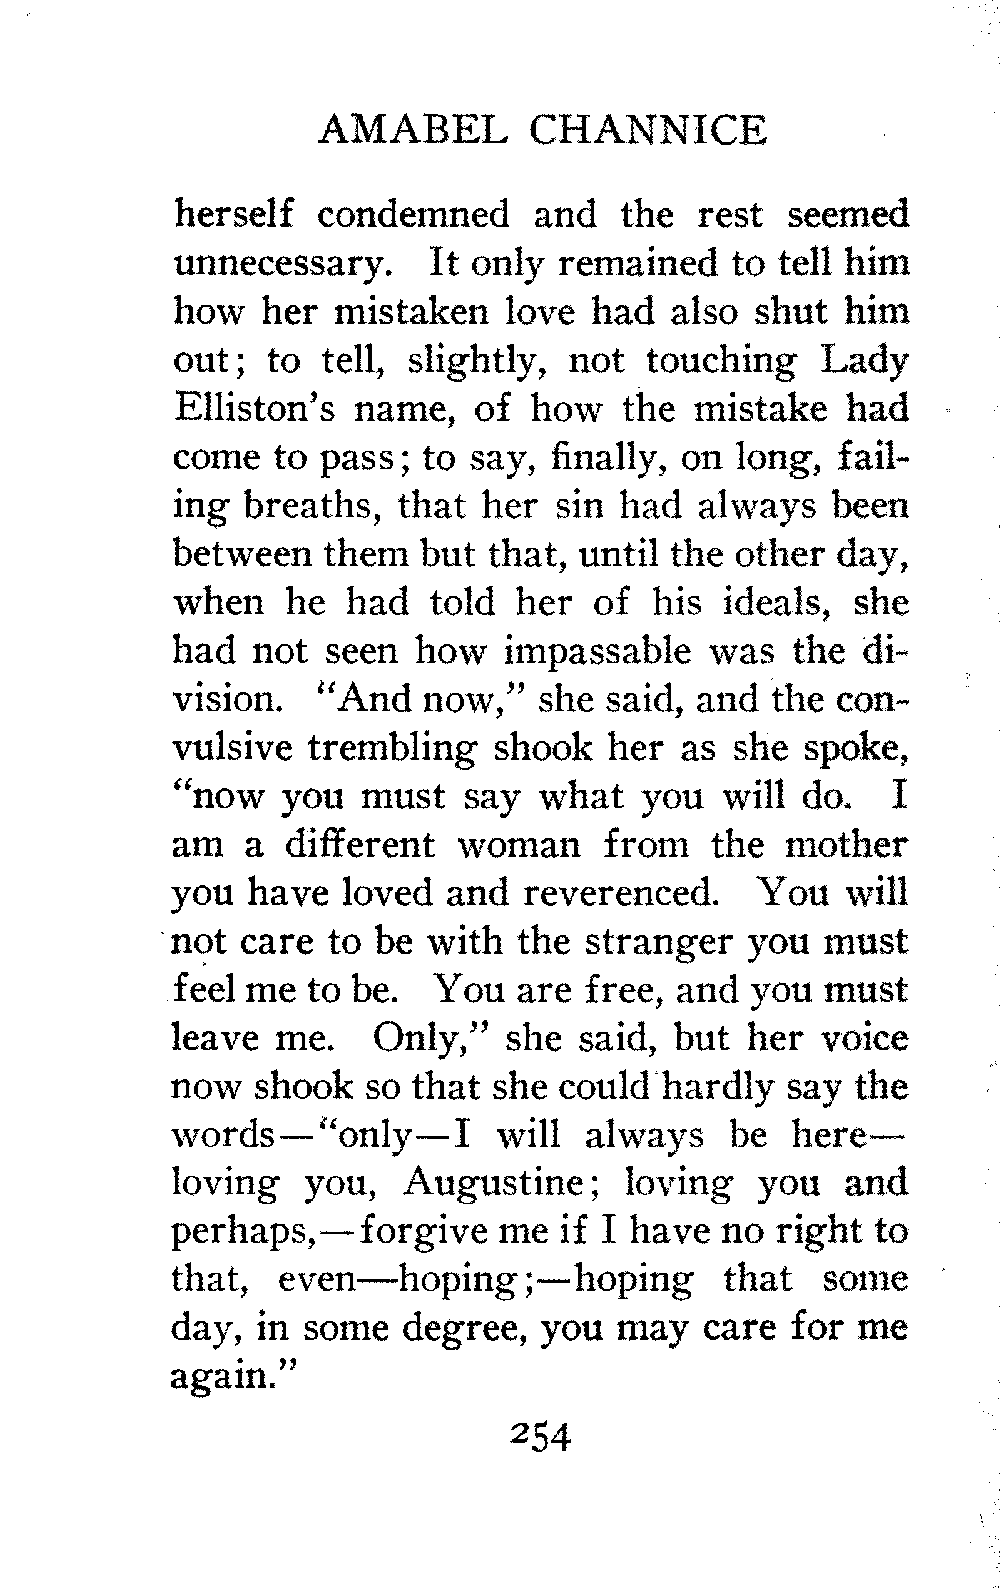 AMABEL CHANNICE
herself condemned and the rest seemed
unnecessary. It only remained to tell him
how her mistaken love had also shut him
out; to tell, slightly, not touching Lady
Elliston's name, of how the mistake had
come to pass; to say, finally, on long, fail-
ing breaths, that her sin had always been
between them but that, until the other day,
when he had told her of his ideals, she
had not seen how impassable was the di-
vision. "And now," she said, and the con-
vulsive trembling shook her as she spoke,
"now you must say what you will do. I
am a different woman from the mother
you have loved and reverenced. You will
not care to be with the stranger you must
feel me to be. You are free, and you must
leave me. Only," she said, but her voice
now shook so that she could hardly say the
words—"only—I will always be here—
loving you, Augustine; loving you and
perhaps,—forgive me if I have no right to
that, even—hoping;—hoping that some
day, in some degree, you may care for me
again."
254